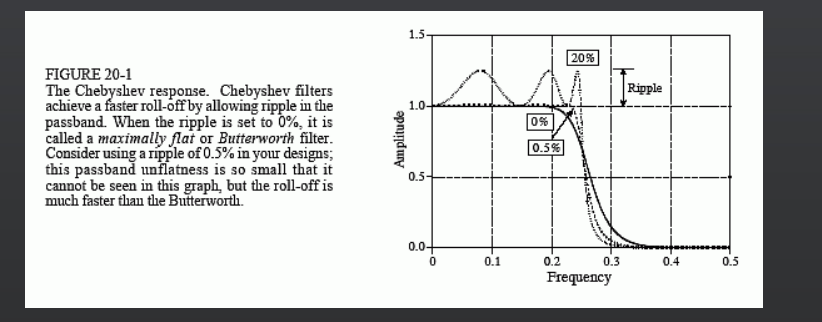 FIGURE 20-1
The Chebyshev response. Chebyshev filters
achieve a faster roll-off by allowing ripple in the
passband. When the ripple is set to 0%, it is
called a maximally flat or Butterworth filter.
Consider using a ripple of 0.5% in your designs;
this passband unflatness is so small that it
cannot be seen in this graph, but the roll-off is
much faster than the Butterworth.
1.5
20%
Ripple
1.0
0%
0.5%
Amplitude
0.5
0.0
0 0.1 0.2 0.3 0.4 0.5
Frequency